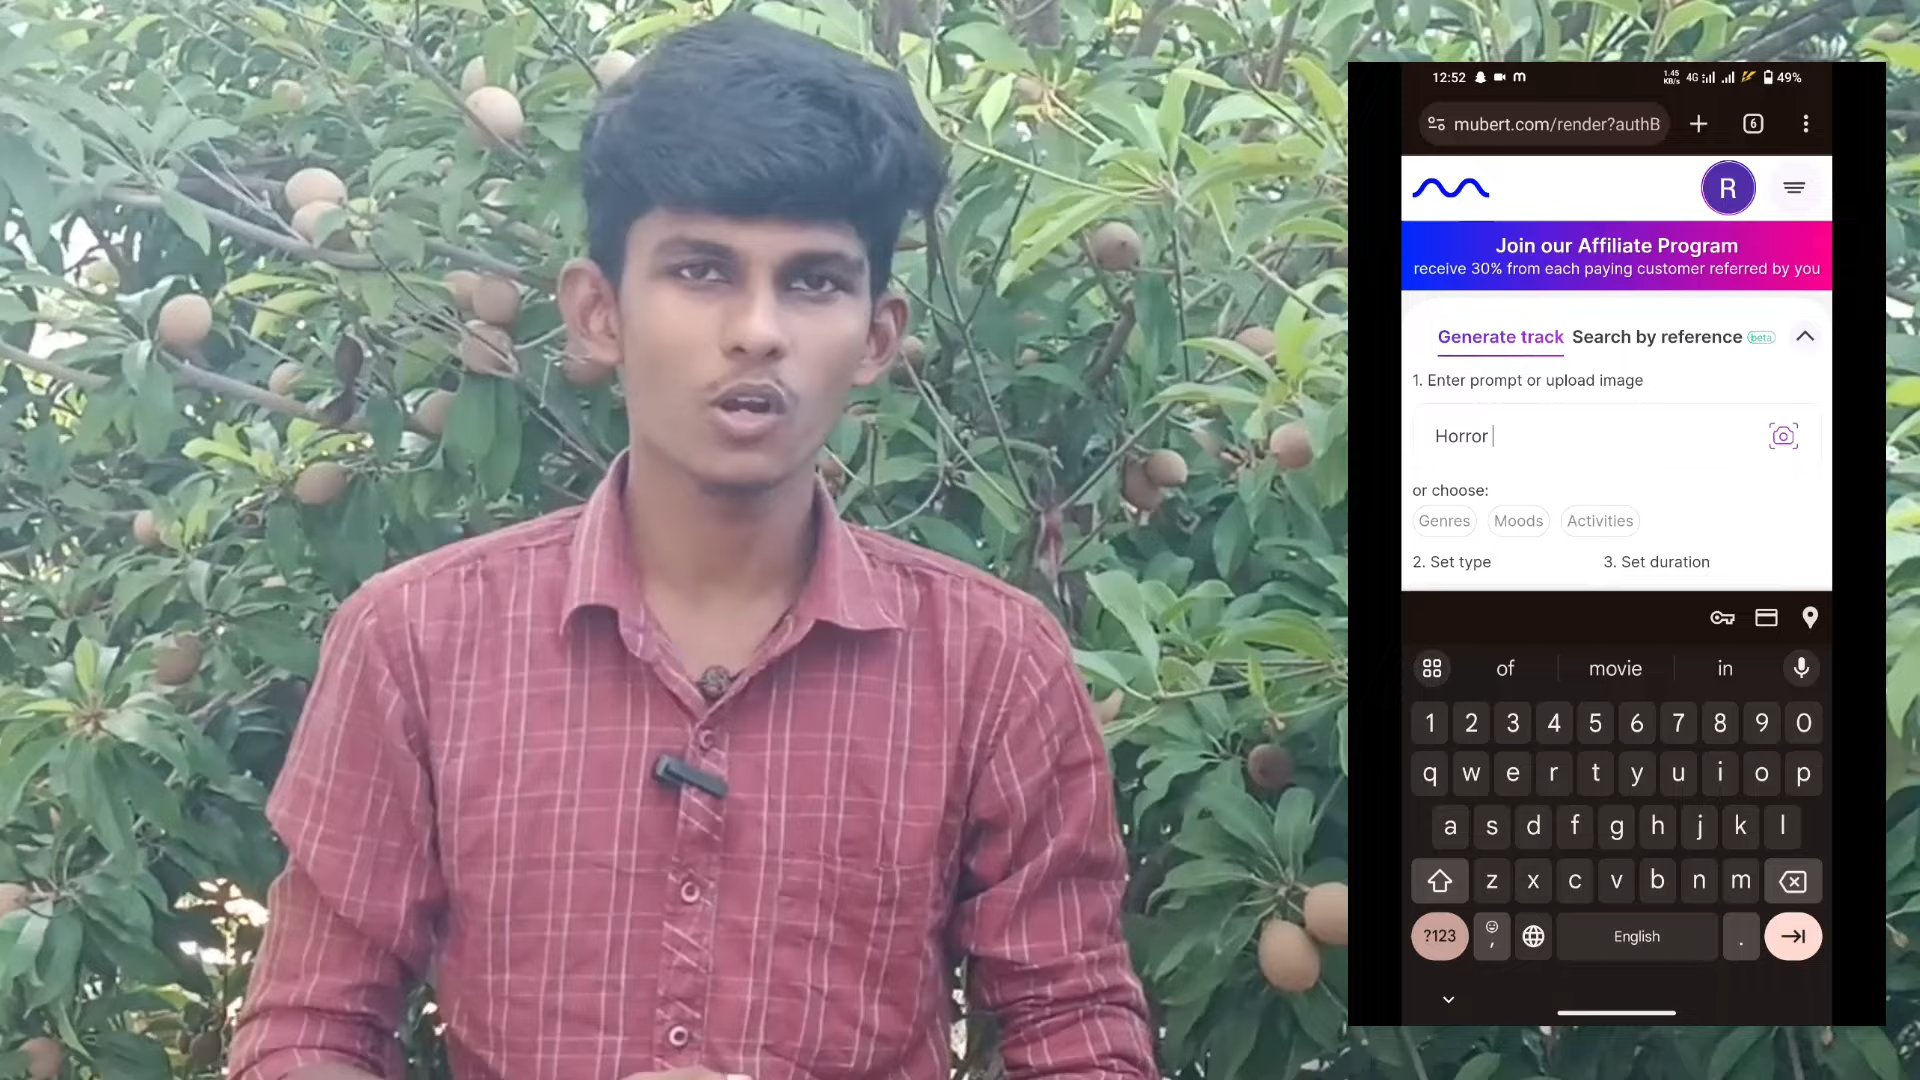 12:52 m 1.45 KB/s 4G 49%
mubert.com/render?authB + 6
R
Join our Affiliate Program
receive 30% from each paying customer referred by you
Generate track Search by reference beta
1. Enter prompt or upload image
Horror
or choose:
Genres Moods Activities
2. Set type 3. Set duration
of movie in
1 2 3 4 5 6 7 8 9 0
q w e r t y u i o p
a s d f g h j k l
z x c v b n m
?123 , English .